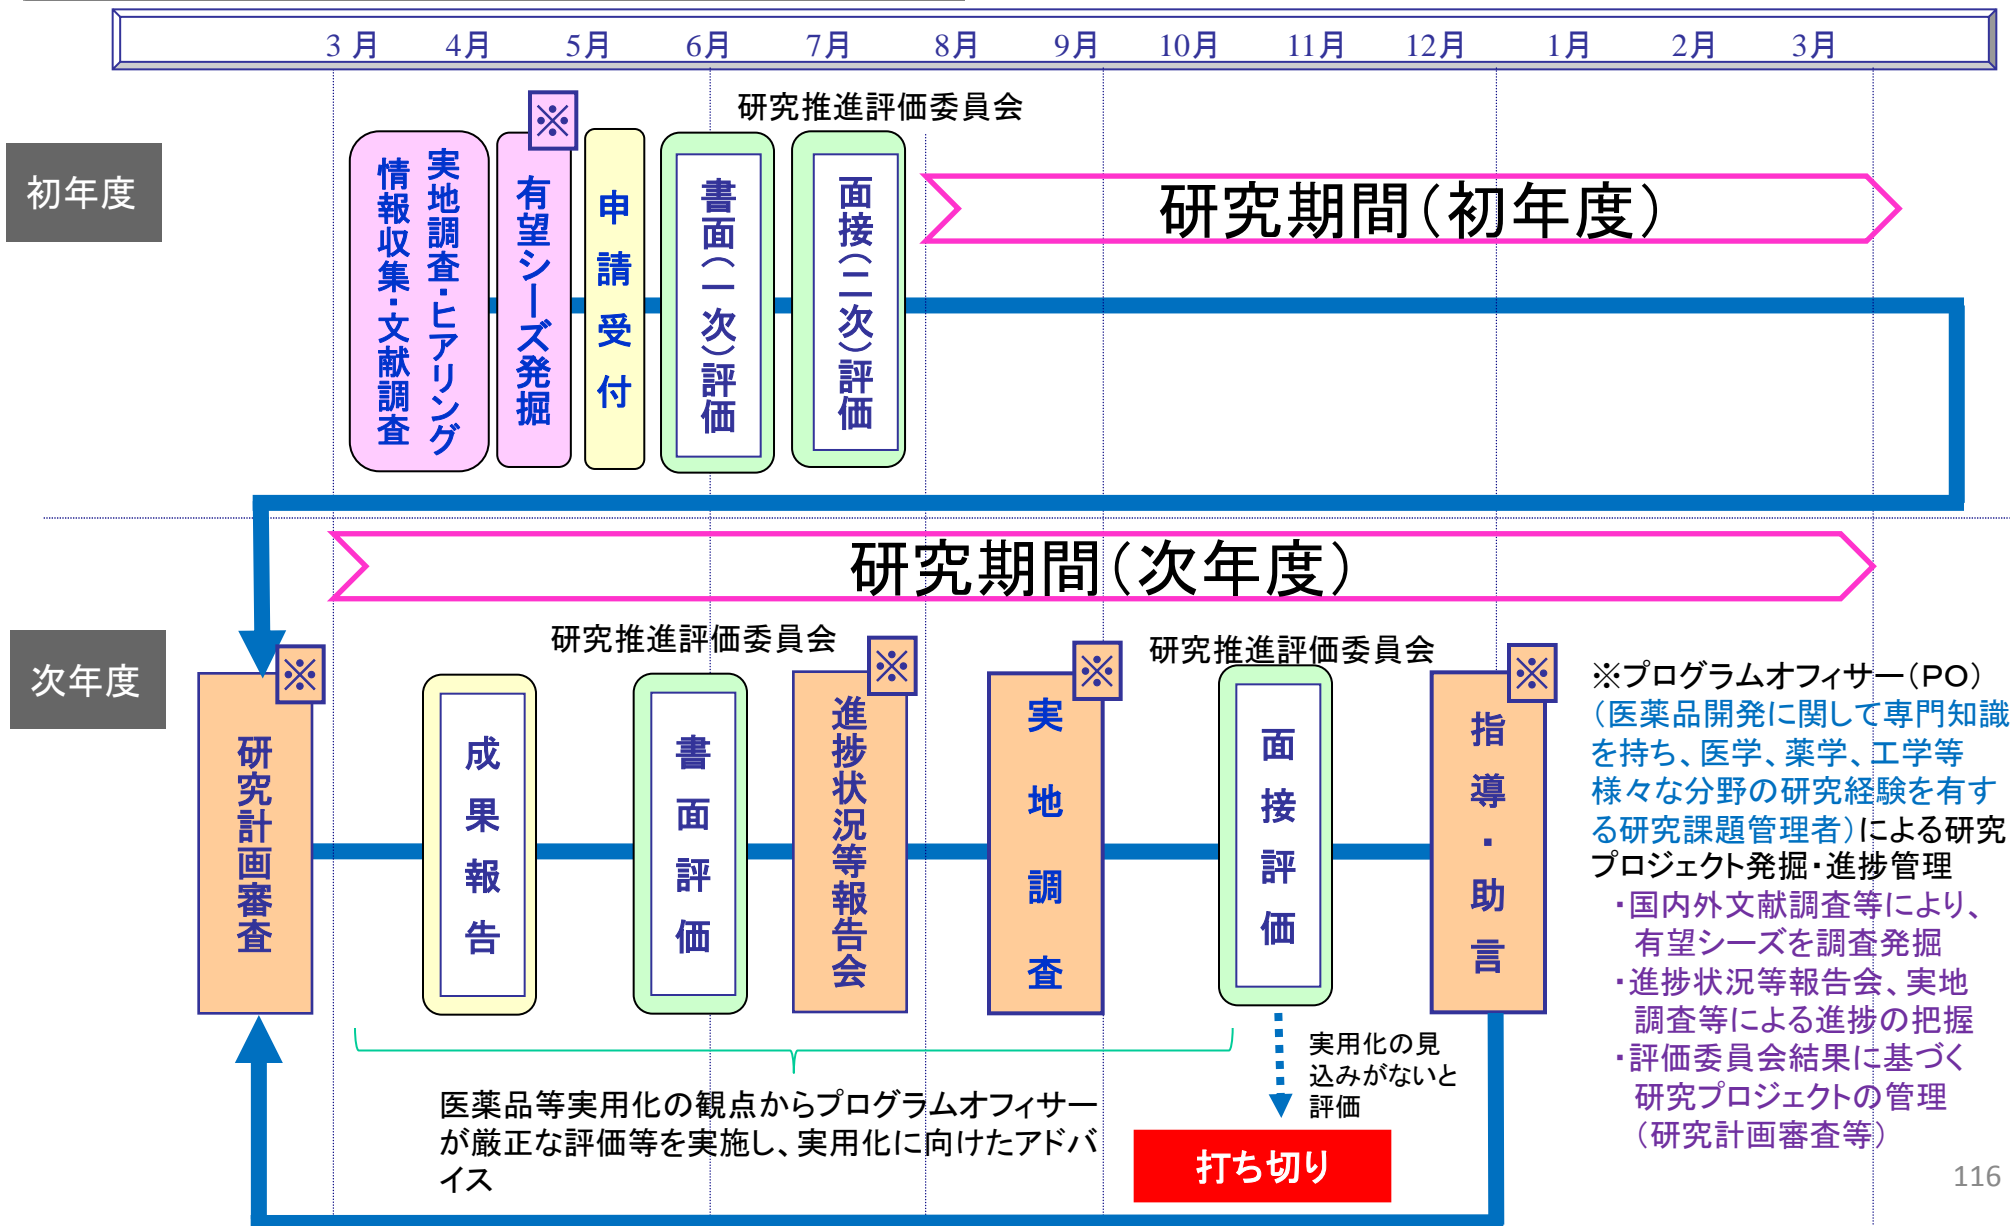 3 月 4月 5月 6月 7月 8月 9月 10月 11月 12月 1月 2月 3月
研究推進評価委員会
初年度
実地調査・ヒアリング
情報収集・文献調査
※
有望シーズ発掘
申請受付
書面(一次)評価
面接(二次)評価
研究期間(初年度)
研究期間(次年度)
次年度
研究推進評価委員会
研究推進評価委員会
※
研究計画審査
成果報告
書面評価
※
進捗状況等報告会
※
実地調査
面接評価
※
指導・助言
※プログラムオフィサー(PO)
(医薬品開発に関して専門知識
を持ち、医学、薬学、工学等
様々な分野の研究経験を有す
る研究課題管理者)による研究
プロジェクト発掘・進捗管理
・国内外文献調査等により、
有望シーズを調査発掘
・進捗状況等報告会、実地
調査等による進捗の把握
・評価委員会結果に基づく
研究プロジェクトの管理
(研究計画審査等)
実用化の見
込みがないと
評価
医薬品等実用化の観点からプログラムオフィサー
が厳正な評価等を実施し、実用化に向けたアドバ
イス
打ち切り
116